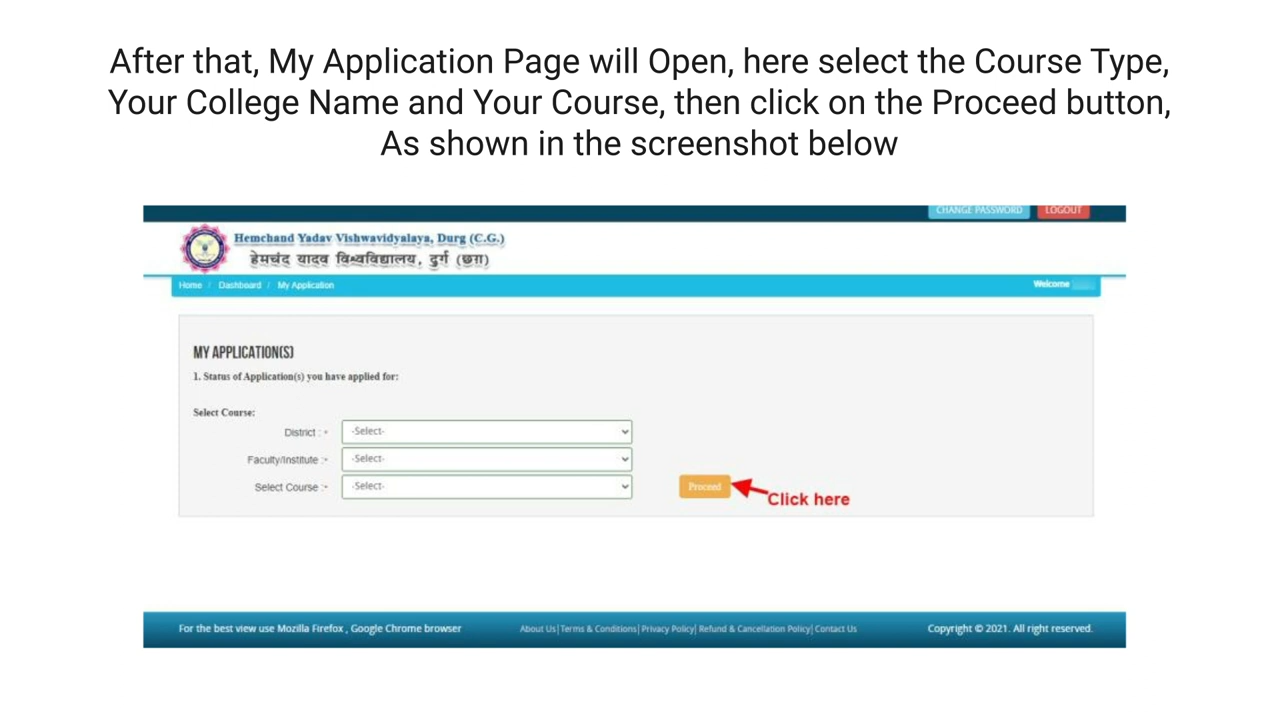 After that, My Application Page will Open, here select the Course Type,
Your College Name and Your Course, then click on the Proceed button,
As shown in the screenshot below
CHANGE PASSWORD LOGOUT
Hemchand Yadav Vishwavidyalaya, Durg (C.G.)
हेमचंद यादव विश्वविद्यालय, दुर्ग (छग)
Home / Dashboard / My Application Welcome
MY APPLICATION(S)
1. Status of Application(s) you have applied for:
Select Course:
District : * -Select-
Faculty/Institute :* -Select-
Select Course :* -Select- Proceed
Click here
For the best view use Mozilla Firefox , Google Chrome browser About Us| Terms & Conditions| Privacy Policy| Refund & Cancellation Policy| Contact Us Copyright © 2021. All right reserved.